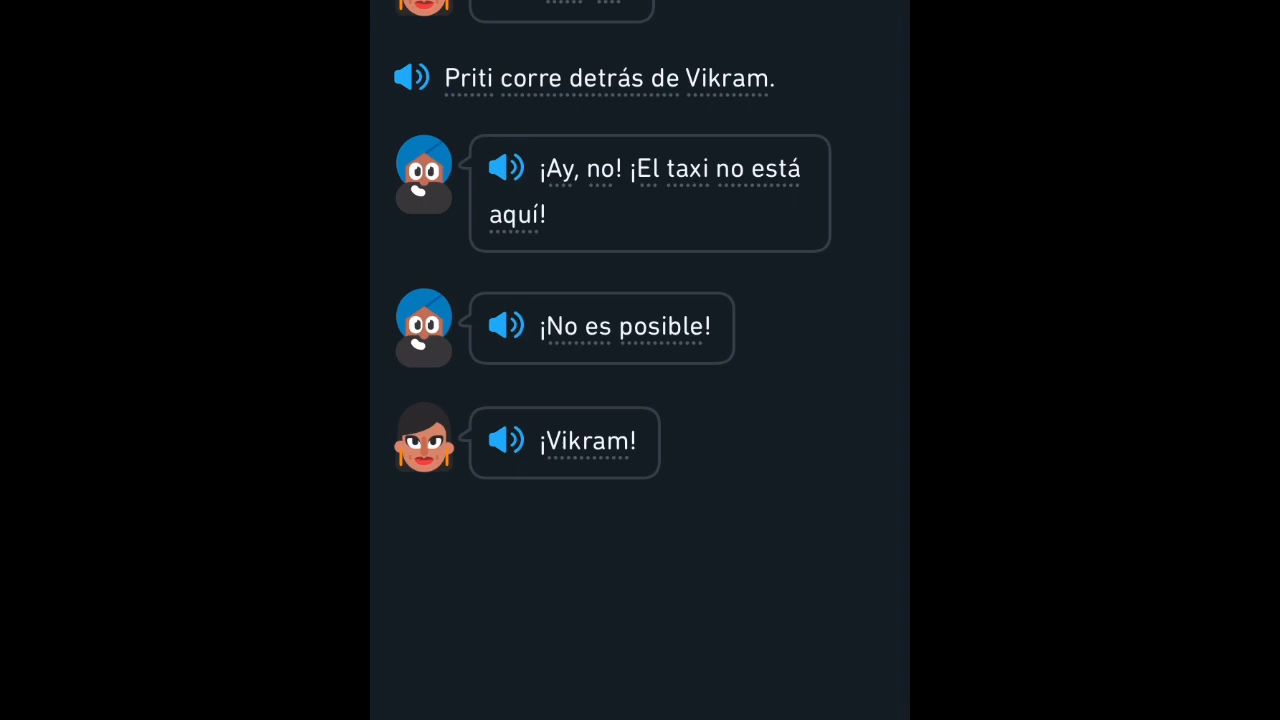 Priti corre detrás de Vikram.
¡Ay, no! ¡El taxi no está
aquí!
¡No es posible!
¡Vikram!